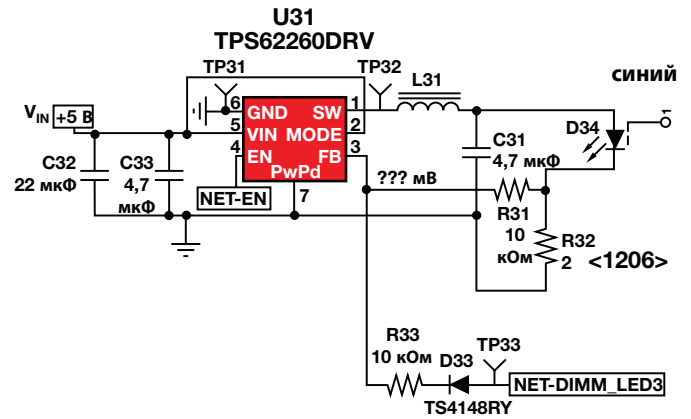 U31
TPS62260DRV
TP31
TP32
L31
синий
6 GND SW 1
VIN +5 В
5 VIN MODE 2
4 EN FB 3
PwPd
7
D34
1
C32
22 мкФ
C33
4,7
мкФ
C31
4,7 мкФ
NET-EN
??? мВ
R31
10
кОм
R32
2
<1206>
R33
10 кОм
D33
TS4148RY
TP33
NET-DIMM_LED3